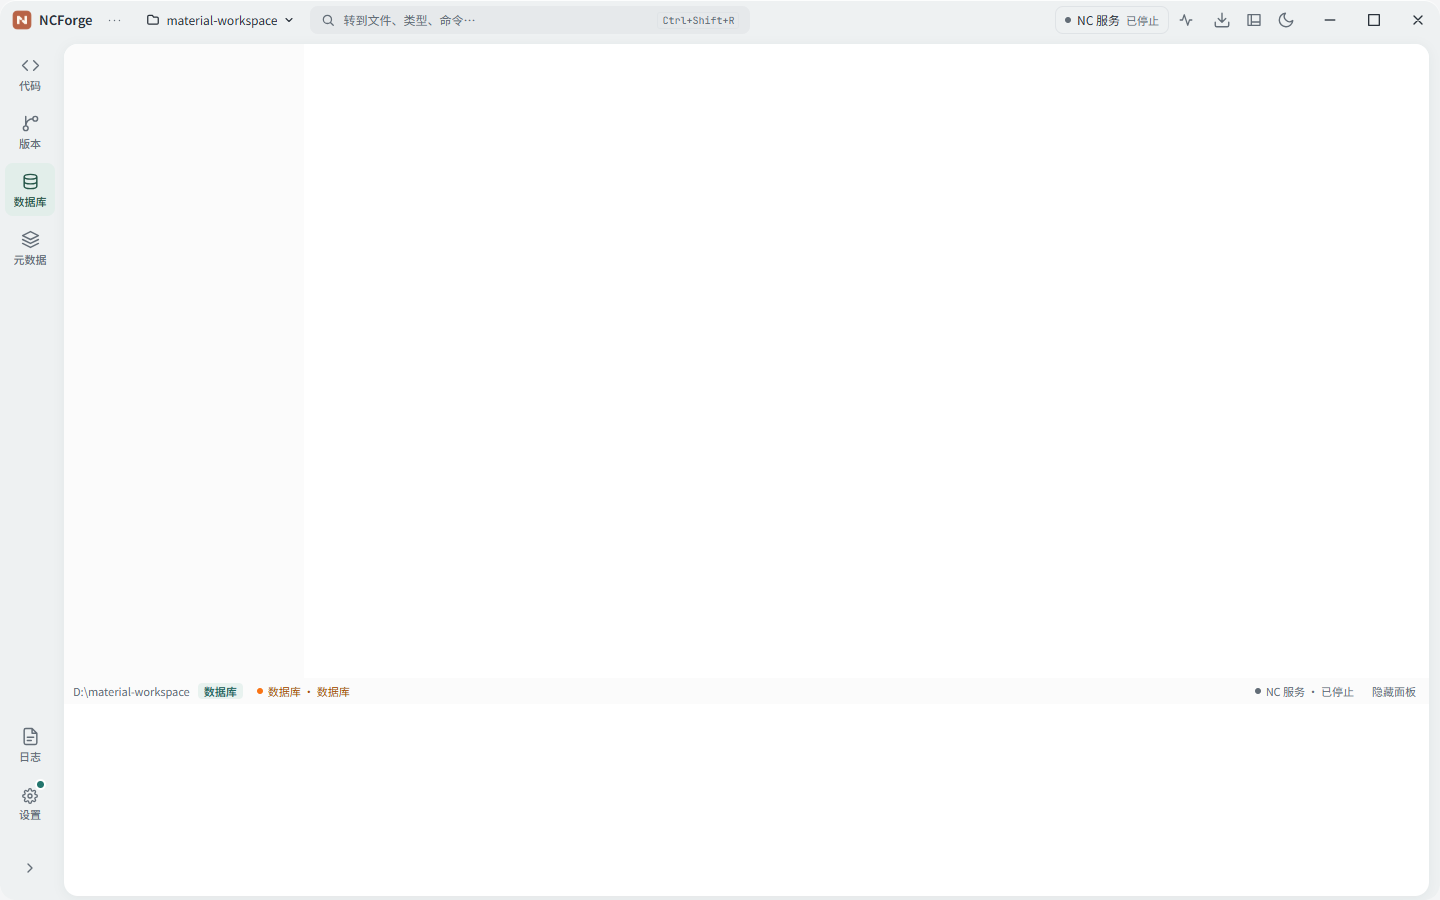 NCForge ··· material-workspace 转到文件、类型、命令··· Ctrl+Shift+R NC 服务 已停止
代码
版本
数据库
元数据
D:\material-workspace 数据库 数据库 · 数据库 NC 服务 · 已停止 隐藏面板
日志
设置